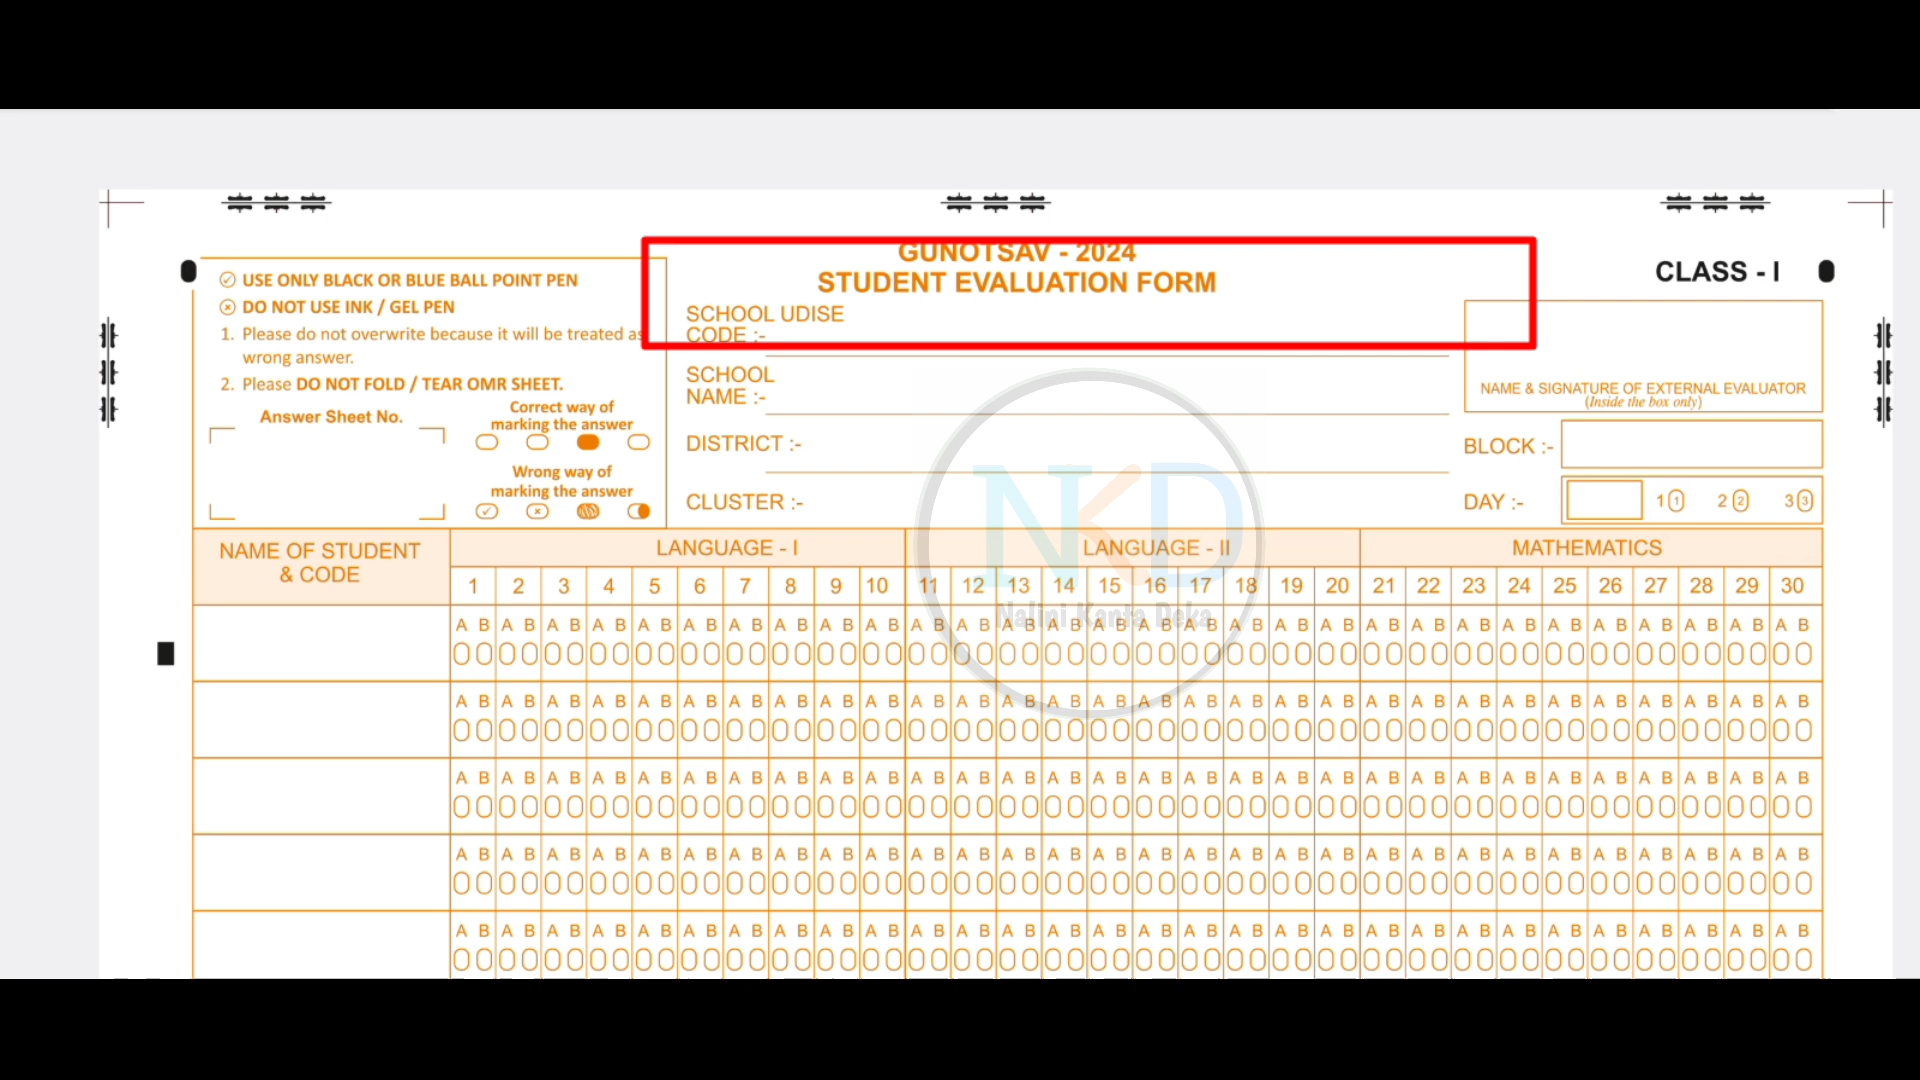 GUNOTSAV - 2024
STUDENT EVALUATION FORM
CLASS - I
USE ONLY BLACK OR BLUE BALL POINT PEN
DO NOT USE INK / GEL PEN
1. Please do not overwrite because it will be treated as
wrong answer.
2. Please DO NOT FOLD / TEAR OMR SHEET.
Answer Sheet No.
Correct way of
marking the answer
Wrong way of
marking the answer
SCHOOL UDISE
CODE :-
SCHOOL
NAME :-
DISTRICT :-
CLUSTER :-
NAME & SIGNATURE OF EXTERNAL EVALUATOR
(Inside the box only)
BLOCK :-
DAY :- 1 1 2 2 3 3
NKD
Nalini Kanta Deka
NAME OF STUDENT
& CODE
LANGUAGE - I LANGUAGE - II MATHEMATICS
1 2 3 4 5 6 7 8 9 10 11 12 13 14 15 16 17 18 19 20 21 22 23 24 25 26 27 28 29 30
A B A B A B A B A B A B A B A B A B A B A B A B A B A B A B A B A B A B A B A B A B A B A B A B A B A B A B A B A B A B
A B A B A B A B A B A B A B A B A B A B A B A B A B A B A B A B A B A B A B A B A B A B A B A B A B A B A B A B A B A B
A B A B A B A B A B A B A B A B A B A B A B A B A B A B A B A B A B A B A B A B A B A B A B A B A B A B A B A B A B A B
A B A B A B A B A B A B A B A B A B A B A B A B A B A B A B A B A B A B A B A B A B A B A B A B A B A B A B A B A B A B
A B A B A B A B A B A B A B A B A B A B A B A B A B A B A B A B A B A B A B A B A B A B A B A B A B A B A B A B A B A B